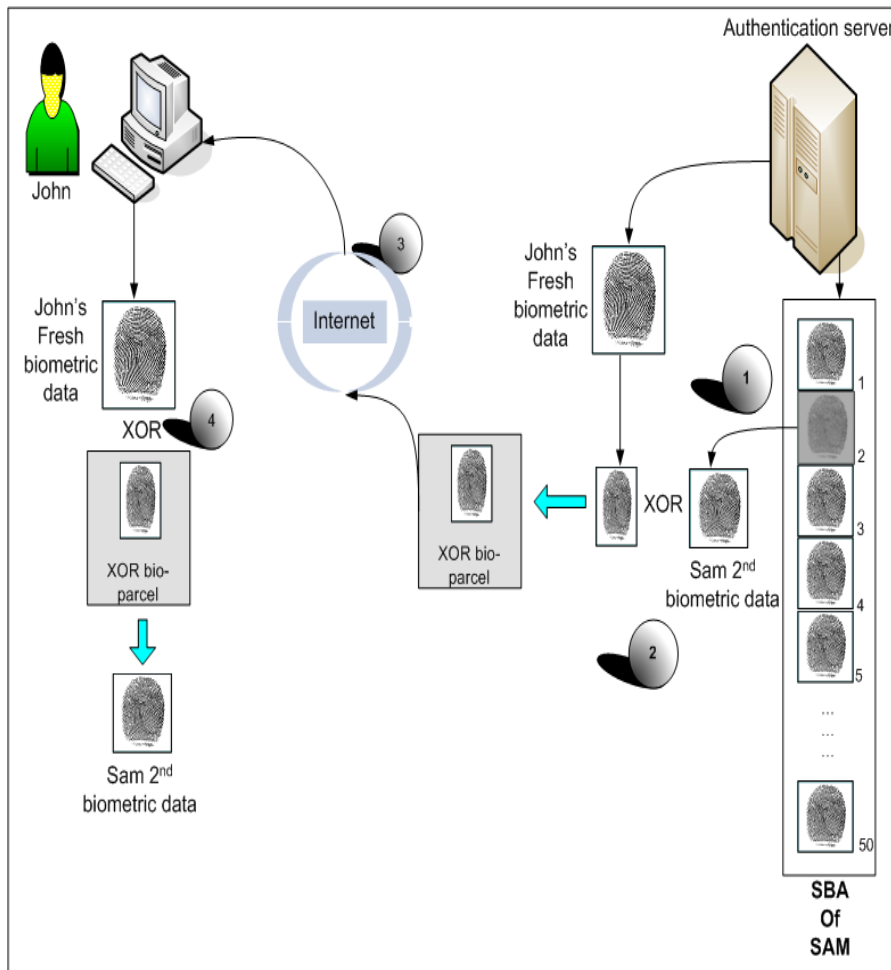 Authentication server
John
3
John's
Fresh
biometric
data
Internet
John's
Fresh
biometric
data
1
1
4
XOR
2
3
XOR
XOR bio-
parcel
Sam 2nd
biometric data
4
XOR bio-
parcel
2
5
...
...
...
Sam 2nd
biometric data
50
SBA
Of
SAM